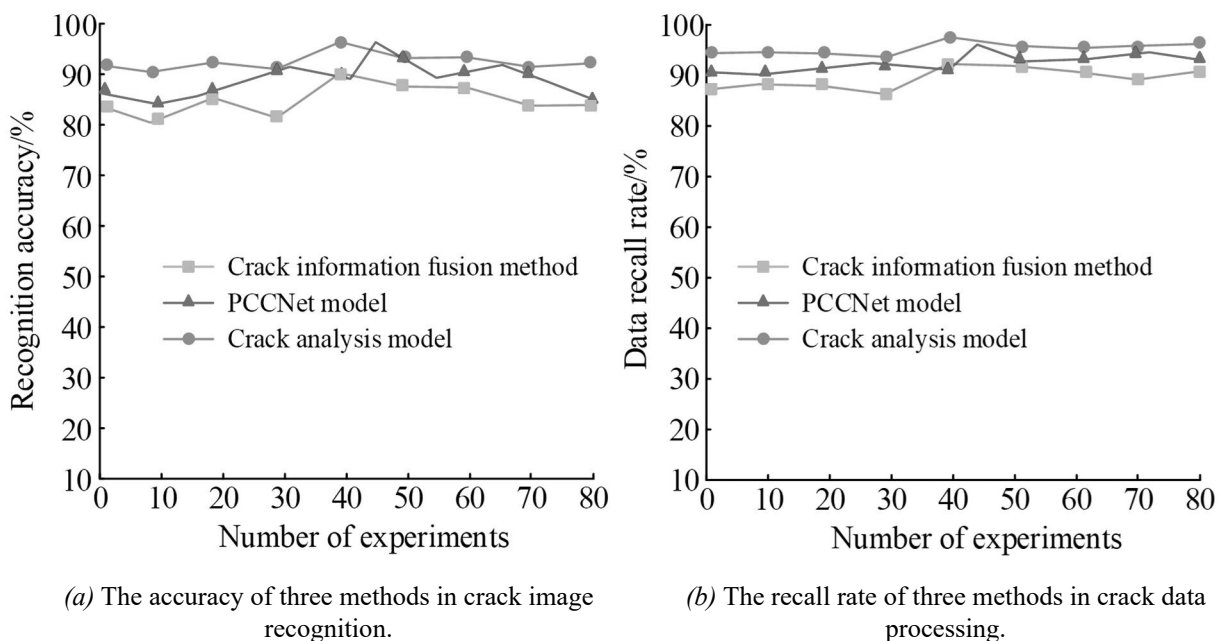 100
90
80
70
60
50
40
30
20
10
Recognition accuracy/%
Crack information fusion method
PCCNet model
Crack analysis model
0 10 20 30 40 50 60 70 80
Number of experiments
(a) The accuracy of three methods in crack image
recognition.
100
90
80
70
60
50
40
30
20
10
Data recall rate/%
Crack information fusion method
PCCNet model
Crack analysis model
0 10 20 30 40 50 60 70 80
Number of experiments
(b) The recall rate of three methods in crack data
processing.